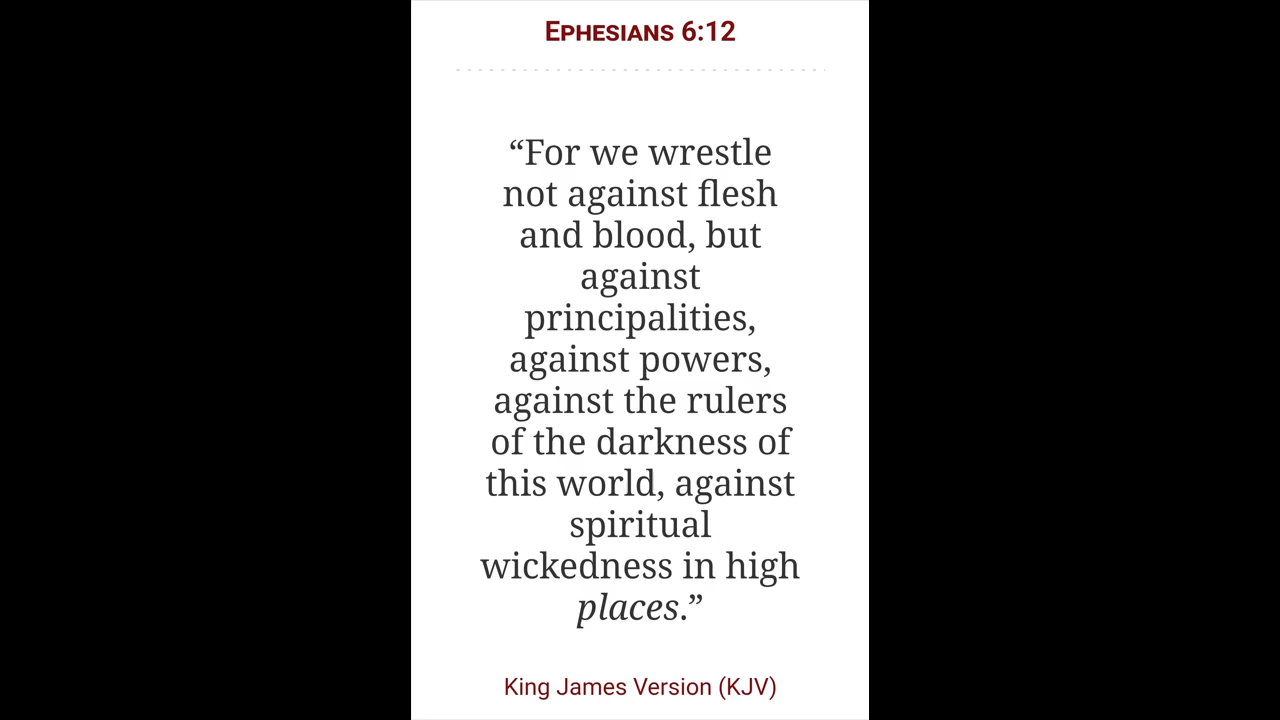 Ephesians 6:12
“For we wrestle
not against flesh
and blood, but
against
principalities,
against powers,
against the rulers
of the darkness of
this world, against
spiritual
wickedness in high
places.”
King James Version (KJV)